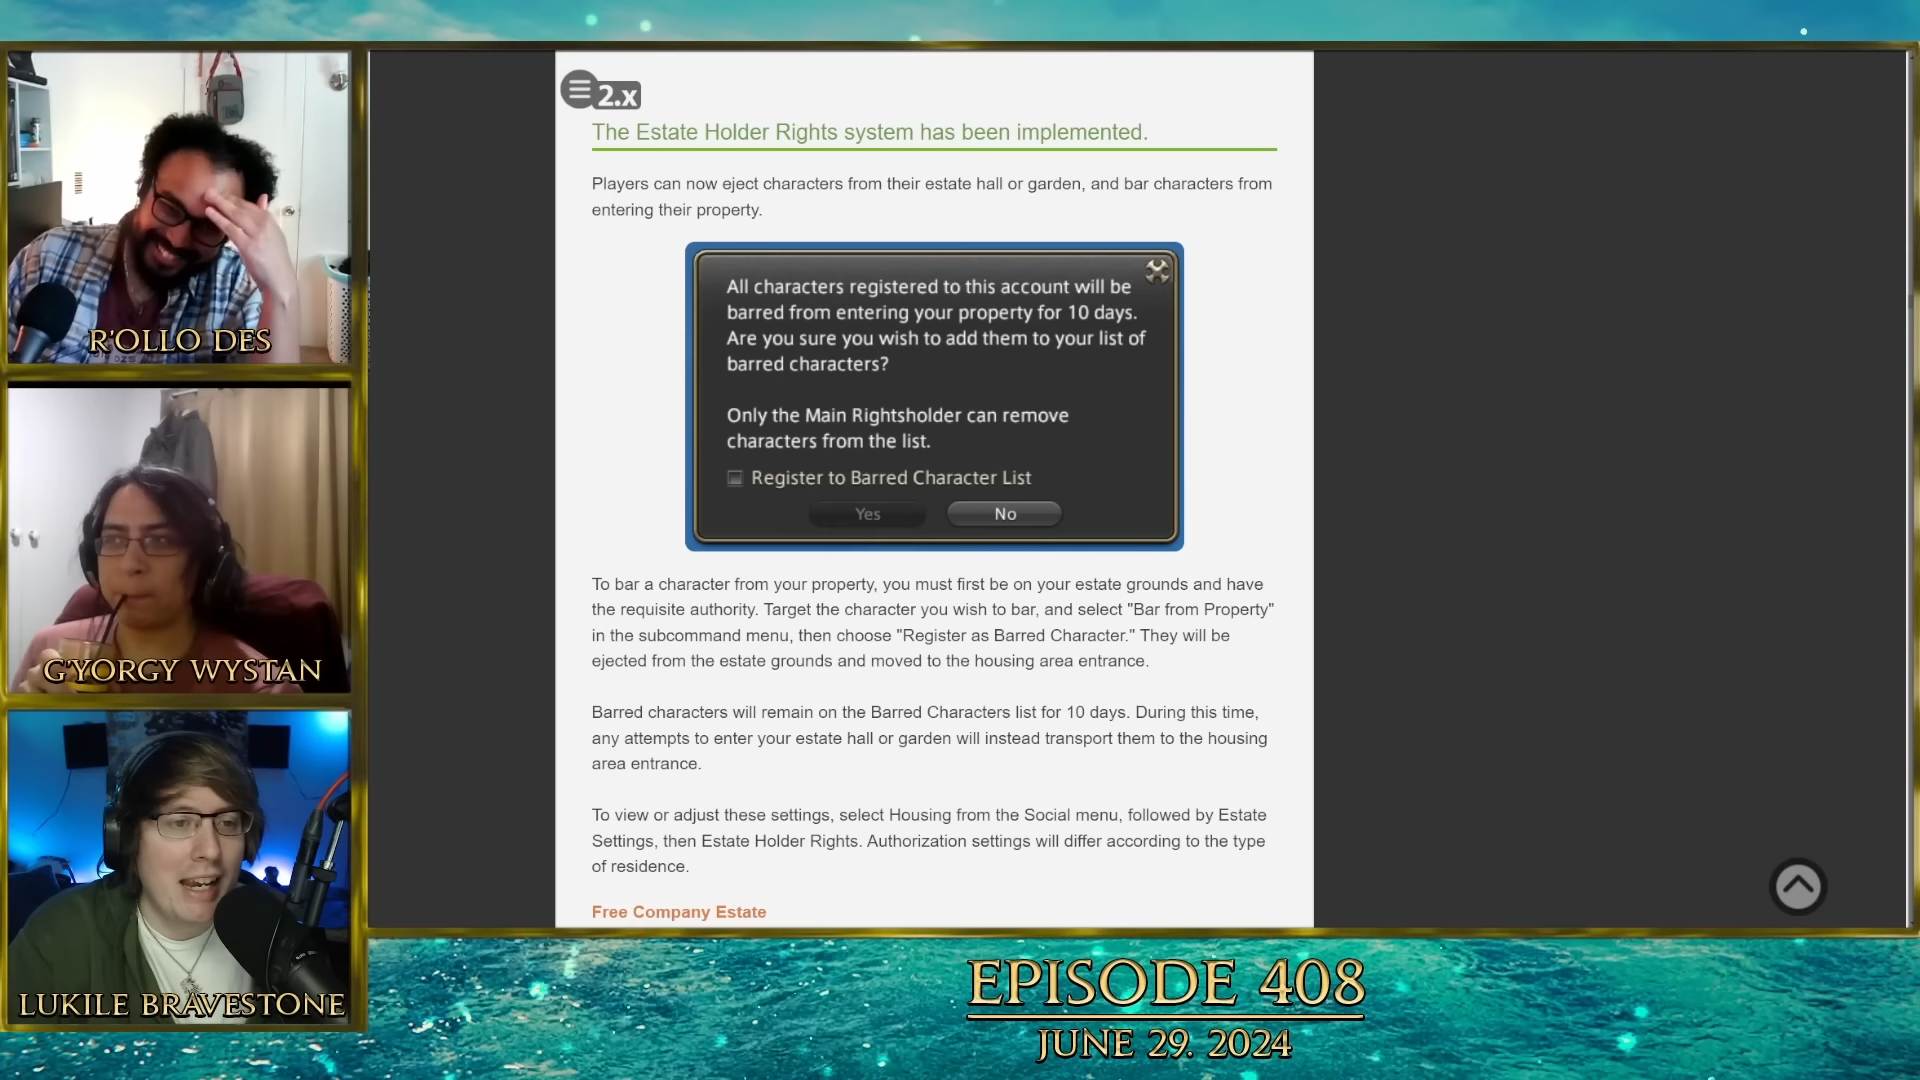 2.x
The Estate Holder Rights system has been implemented.
Players can now eject characters from their estate hall or garden, and bar characters from
entering their property.
All characters registered to this account will be
barred from entering your property for 10 days.
Are you sure you wish to add them to your list of
barred characters?
Only the Main Rightsholder can remove
characters from the list.
Register to Barred Character List
Yes
No
To bar a character from your property, you must first be on your estate grounds and have
the requisite authority. Target the character you wish to bar, and select "Bar from Property"
in the subcommand menu, then choose "Register as Barred Character." They will be
ejected from the estate grounds and moved to the housing area entrance.
Barred characters will remain on the Barred Characters list for 10 days. During this time,
any attempts to enter your estate hall or garden will instead transport them to the housing
area entrance.
To view or adjust these settings, select Housing from the Social menu, followed by Estate
Settings, then Estate Holder Rights. Authorization settings will differ according to the type
of residence.
Free Company Estate
R'OLLO DES
G'YORGY WYSTAN
LUKILE BRAVESTONE
EPISODE 408
JUNE 29. 2024